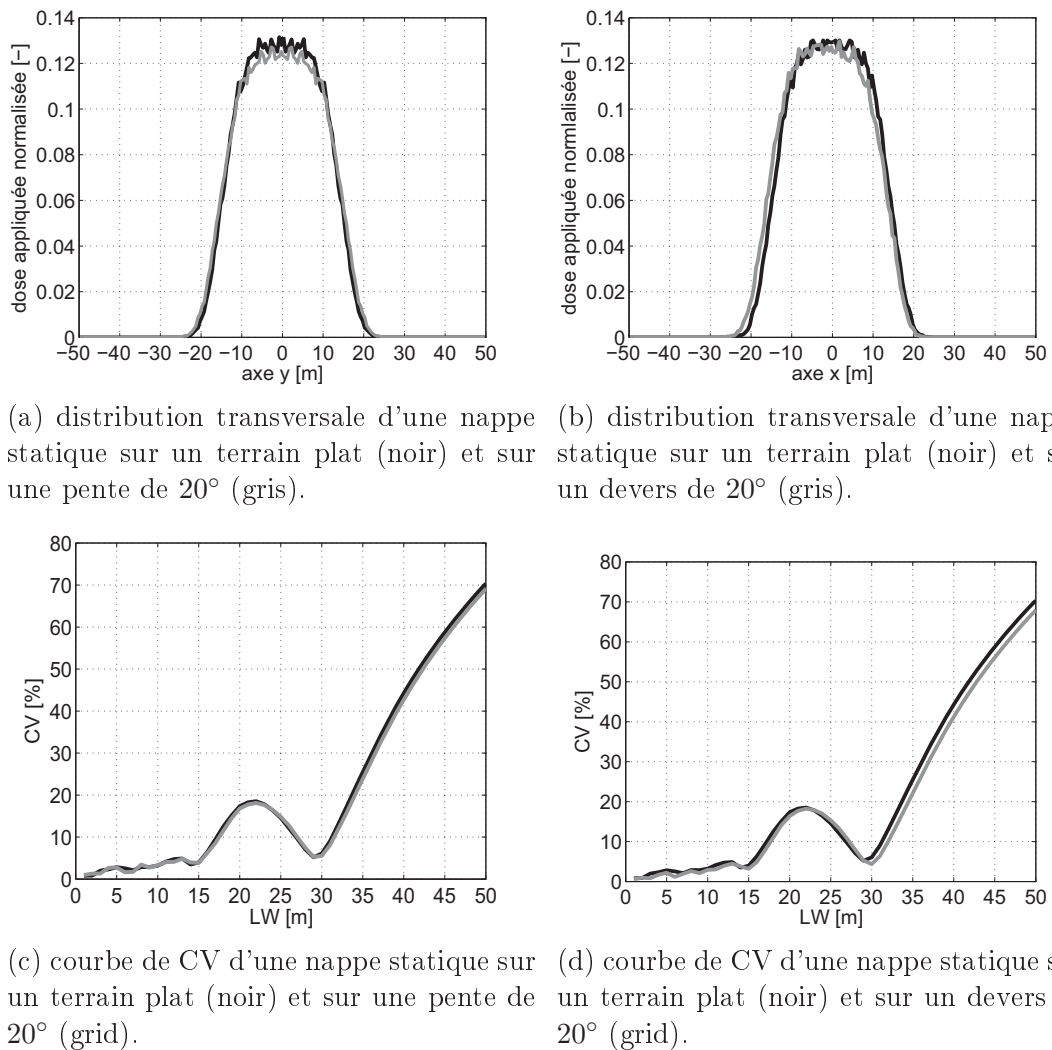 0.14
0.12
0.1
0.08
0.06
0.04
0.02
0
−50 −40 −30 −20 −10 0 10 20 30 40 50
dose appliquée normalisée [−]
axe y [m]
0.14
0.12
0.1
0.08
0.06
0.04
0.02
0
−50 −40 −30 −20 −10 0 10 20 30 40 50
dose appliquée normlalisée [−]
axe x [m]
(a) distribution transversale d'une nappe
statique sur un terrain plat (noir) et sur
une pente de 20° (gris).
(b) distribution transversale d'une nap
statique sur un terrain plat (noir) et s
un devers de 20° (gris).
80
70
60
50
40
30
20
10
0
0 5 10 15 20 25 30 35 40 45 50
CV [%]
LW [m]
80
70
60
50
40
30
20
10
0
0 5 10 15 20 25 30 35 40 45 50
CV [%]
LW [m]
(c) courbe de CV d'une nappe statique sur
un terrain plat (noir) et sur une pente de
20° (grid).
(d) courbe de CV d'une nappe statique s
un terrain plat (noir) et sur un devers
20° (grid).